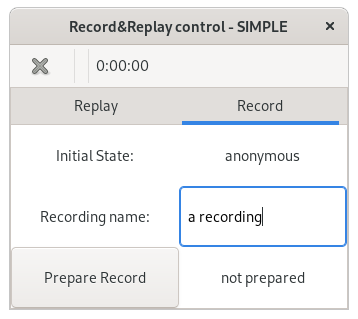 Record&Replay control - SIMPLE
0:00:00
Replay Record
Initial State: anonymous
Recording name: a recording
Prepare Record not prepared